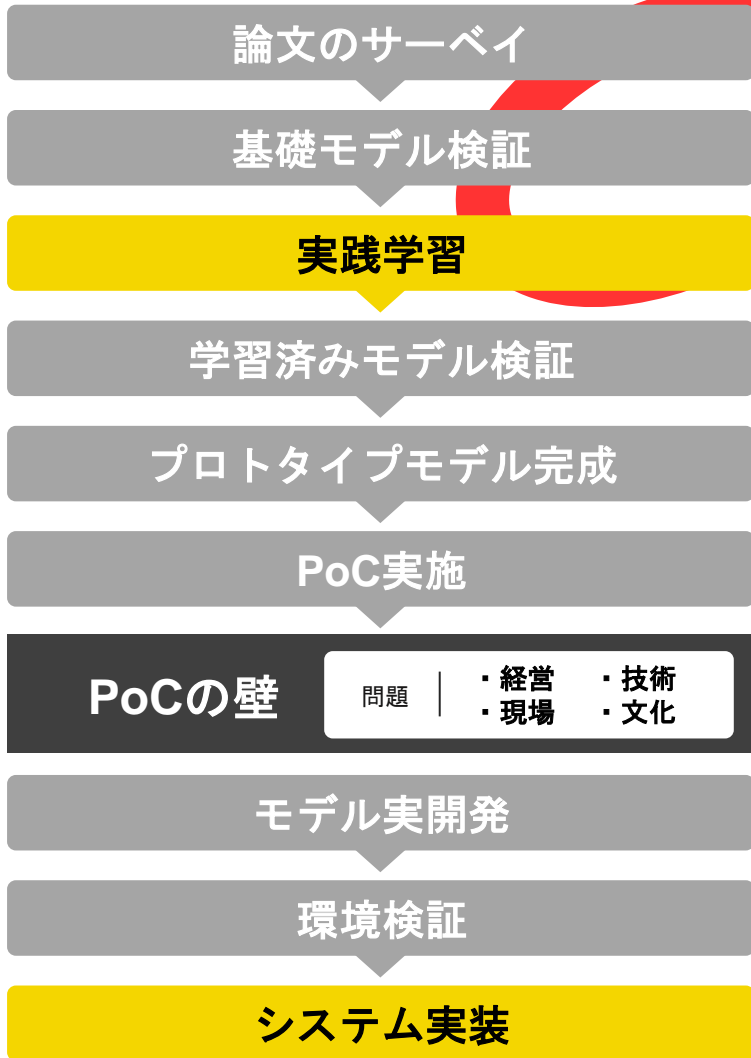 論文のサーベイ
基礎モデル検証
実践学習
学習済みモデル検証
プロトタイプモデル完成
PoC実施
PoCの壁
問題
・経営 ・技術
・現場 ・文化
モデル実開発
環境検証
システム実装